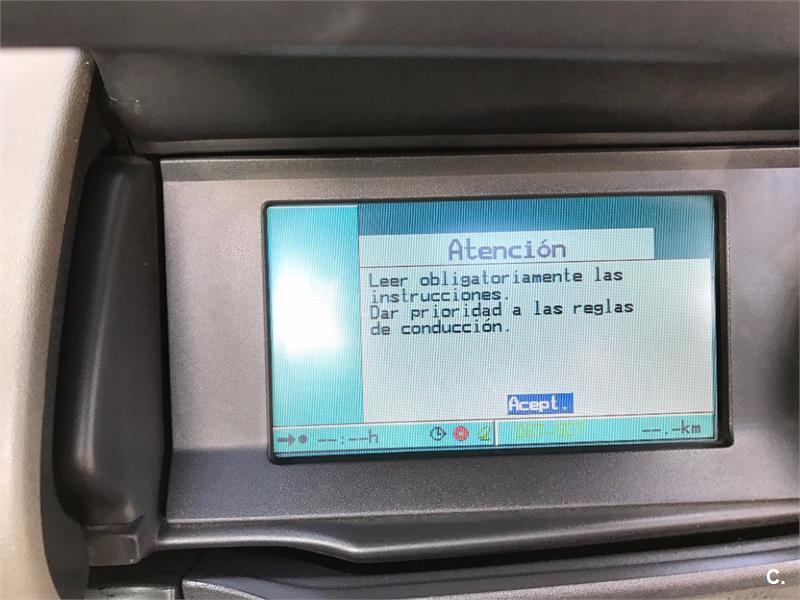 Atención
Leer obligatoriamente las
instrucciones.
Dar prioridad a las reglas
de conducción.
Acept.
--:--h
--.-km
C.